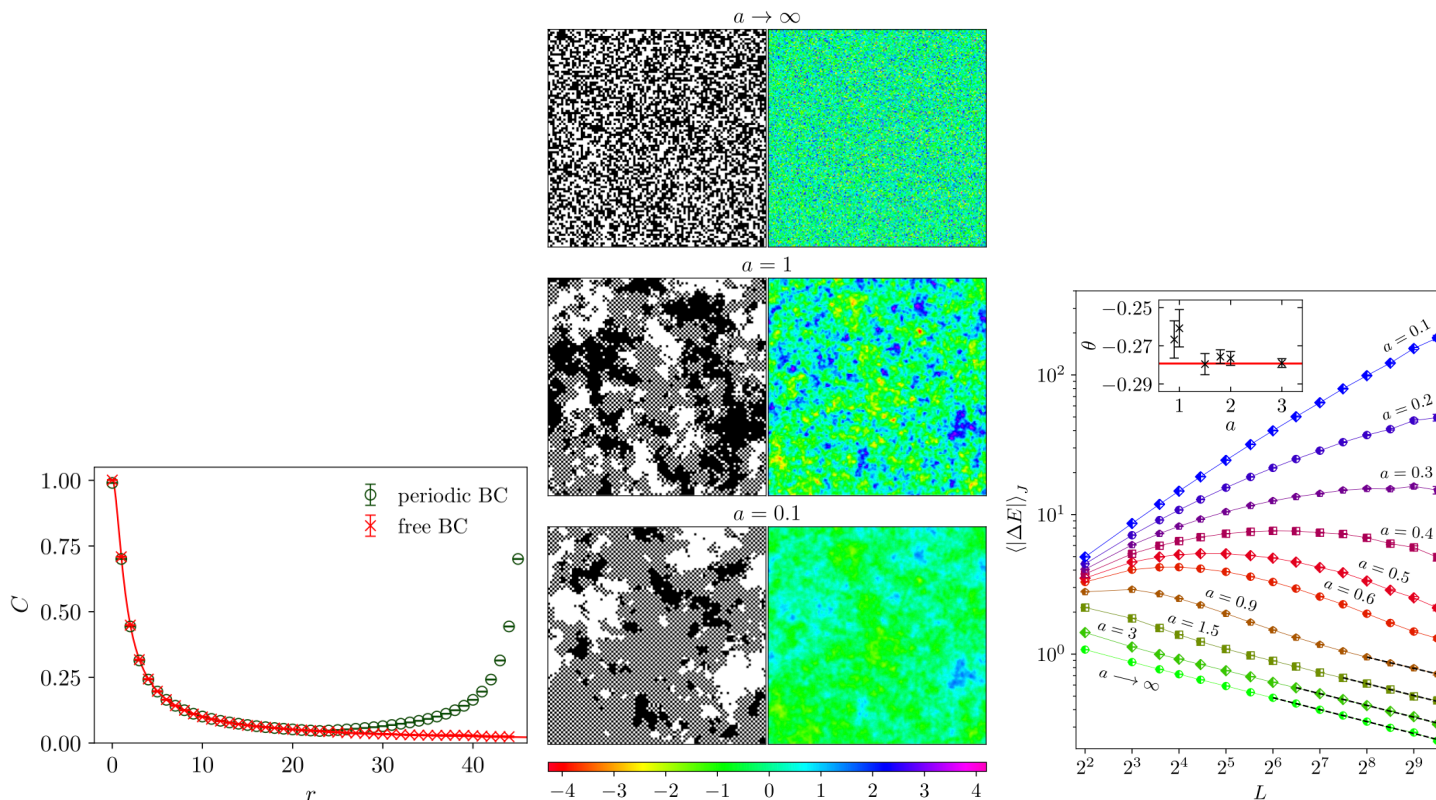 1.00
0.75
0.50
0.25
0.00
C
0 10 20 30 40
r
periodic BC
free BC
a → ∞
a = 1
a = 0.1
−4 −3 −2 −1 0 1 2 3 4
10²
10¹
10⁰
⟨|ΔE|⟩_J
2² 2³ 2⁴ 2⁵ 2⁶ 2⁷ 2⁸ 2⁹
L
−0.25
−0.27
−0.29
θ
1 2 3
a
a = 0.1
a = 0.2
a = 0.3
a = 0.4
a = 0.5
a = 0.6
a = 0.9
a = 1.5
a = 3
a → ∞